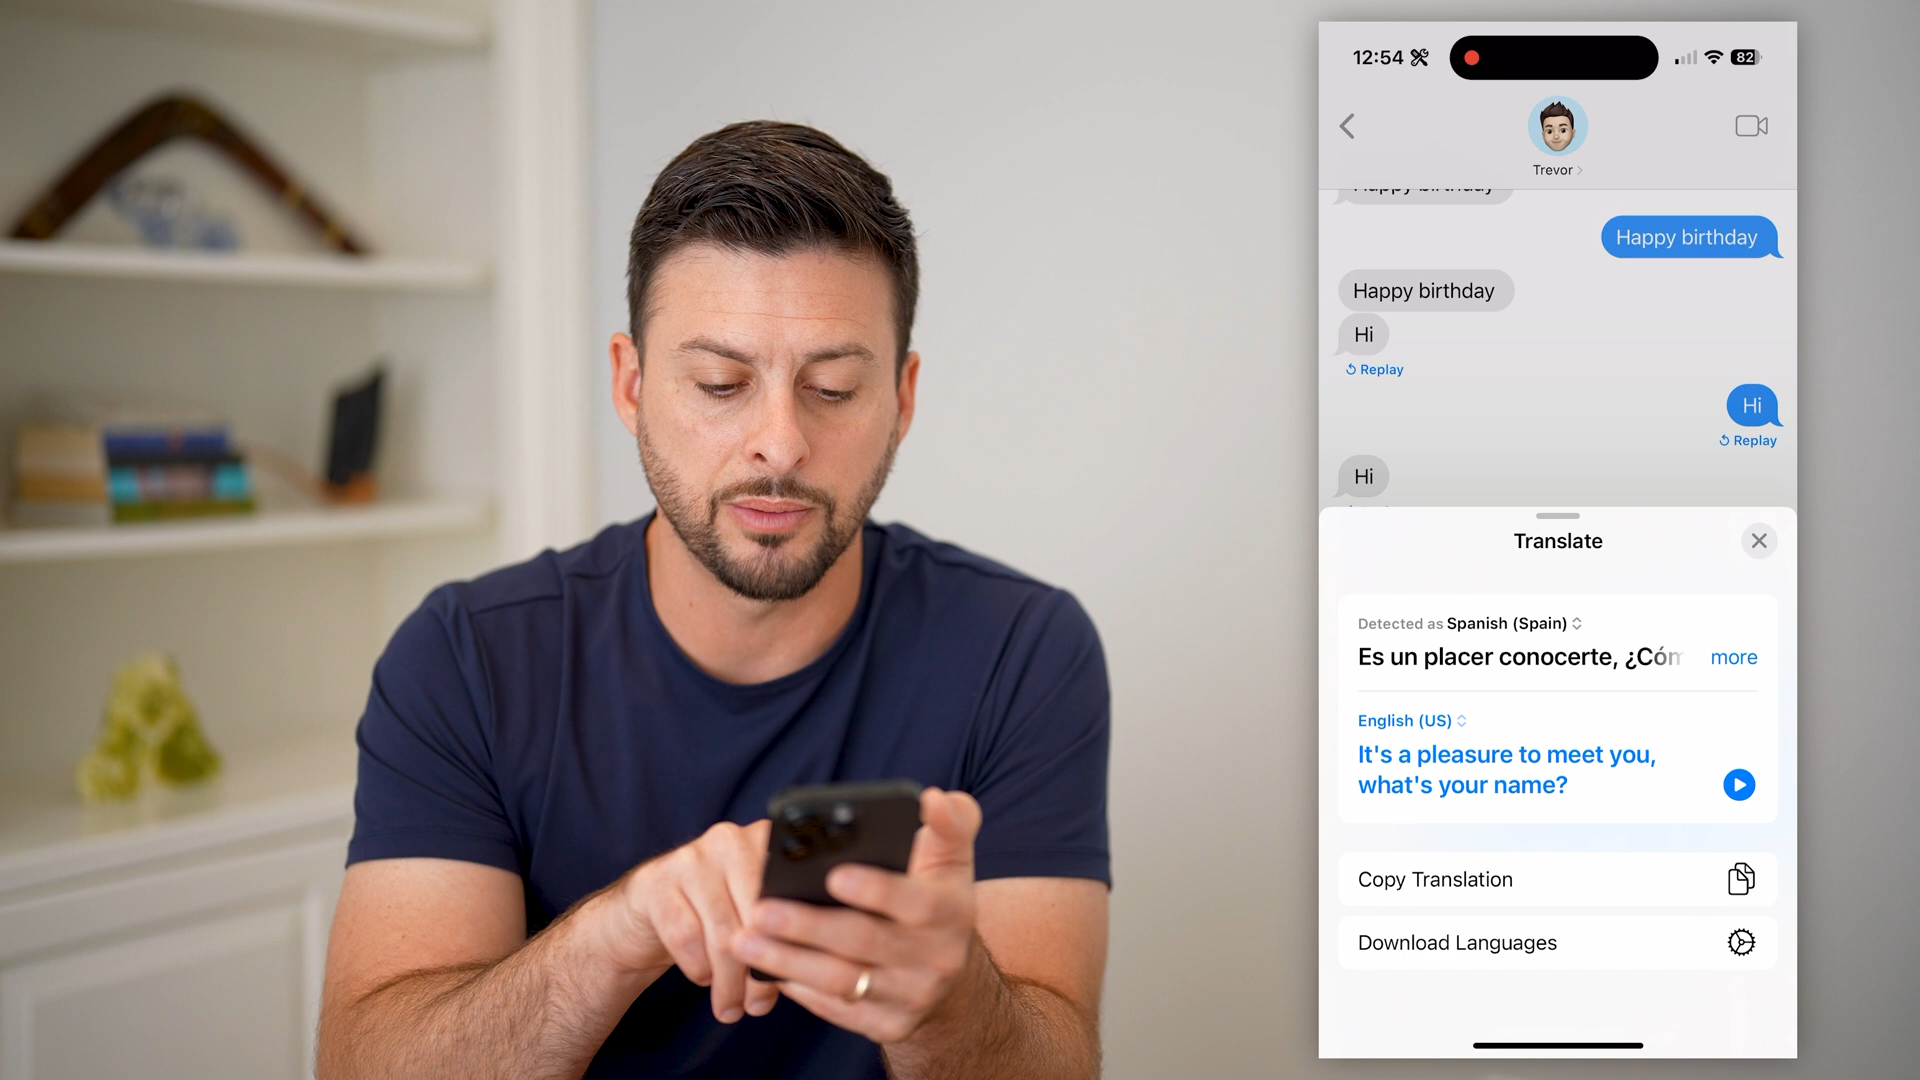 12:54
82
Trevor
Happy birthday
Happy birthday
Happy birthday
Hi
Replay
Hi
Replay
Hi
Translate
Detected as Spanish (Spain)
Es un placer conocerte, ¿Cóm more
English (US)
It's a pleasure to meet you,
what's your name?
Copy Translation
Download Languages